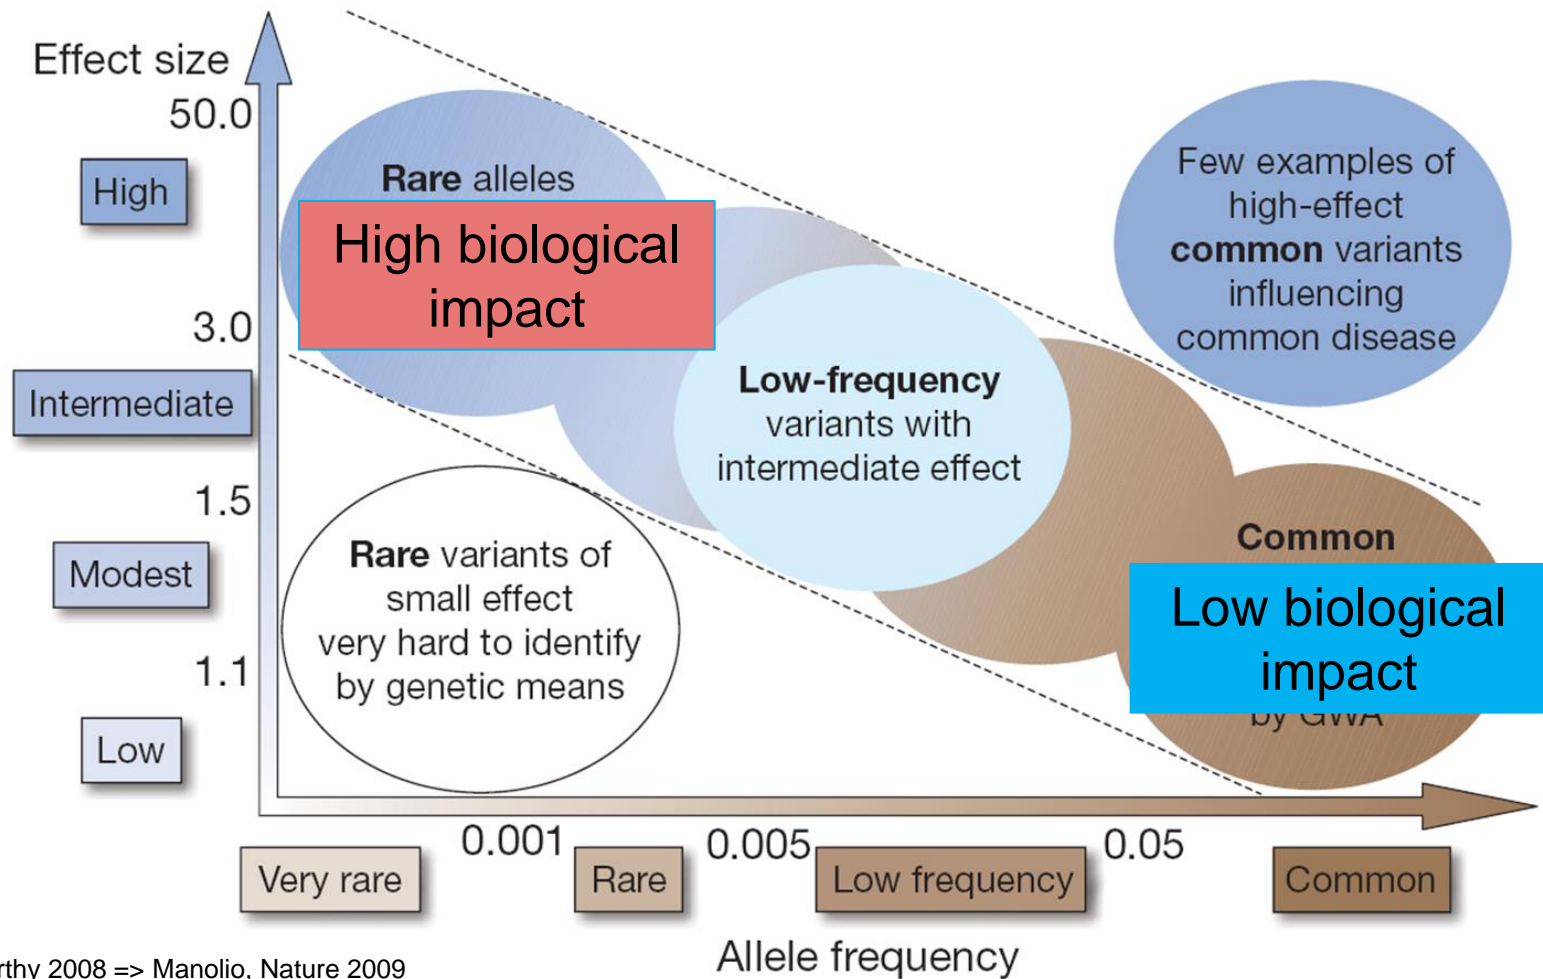 Effect size
50.0
High
3.0
Intermediate
1.5
Modest
1.1
Low
Rare alleles
High biological
impact
Low-frequency
variants with
intermediate effect
Few examples of
high-effect
common variants
influencing
common disease
Rare variants of
small effect
very hard to identify
by genetic means
Common
Low biological
impact
by GWA
0.001
0.005
0.05
Very rare
Rare
Low frequency
Common
Allele frequency
rthy 2008 => Manolio, Nature 2009